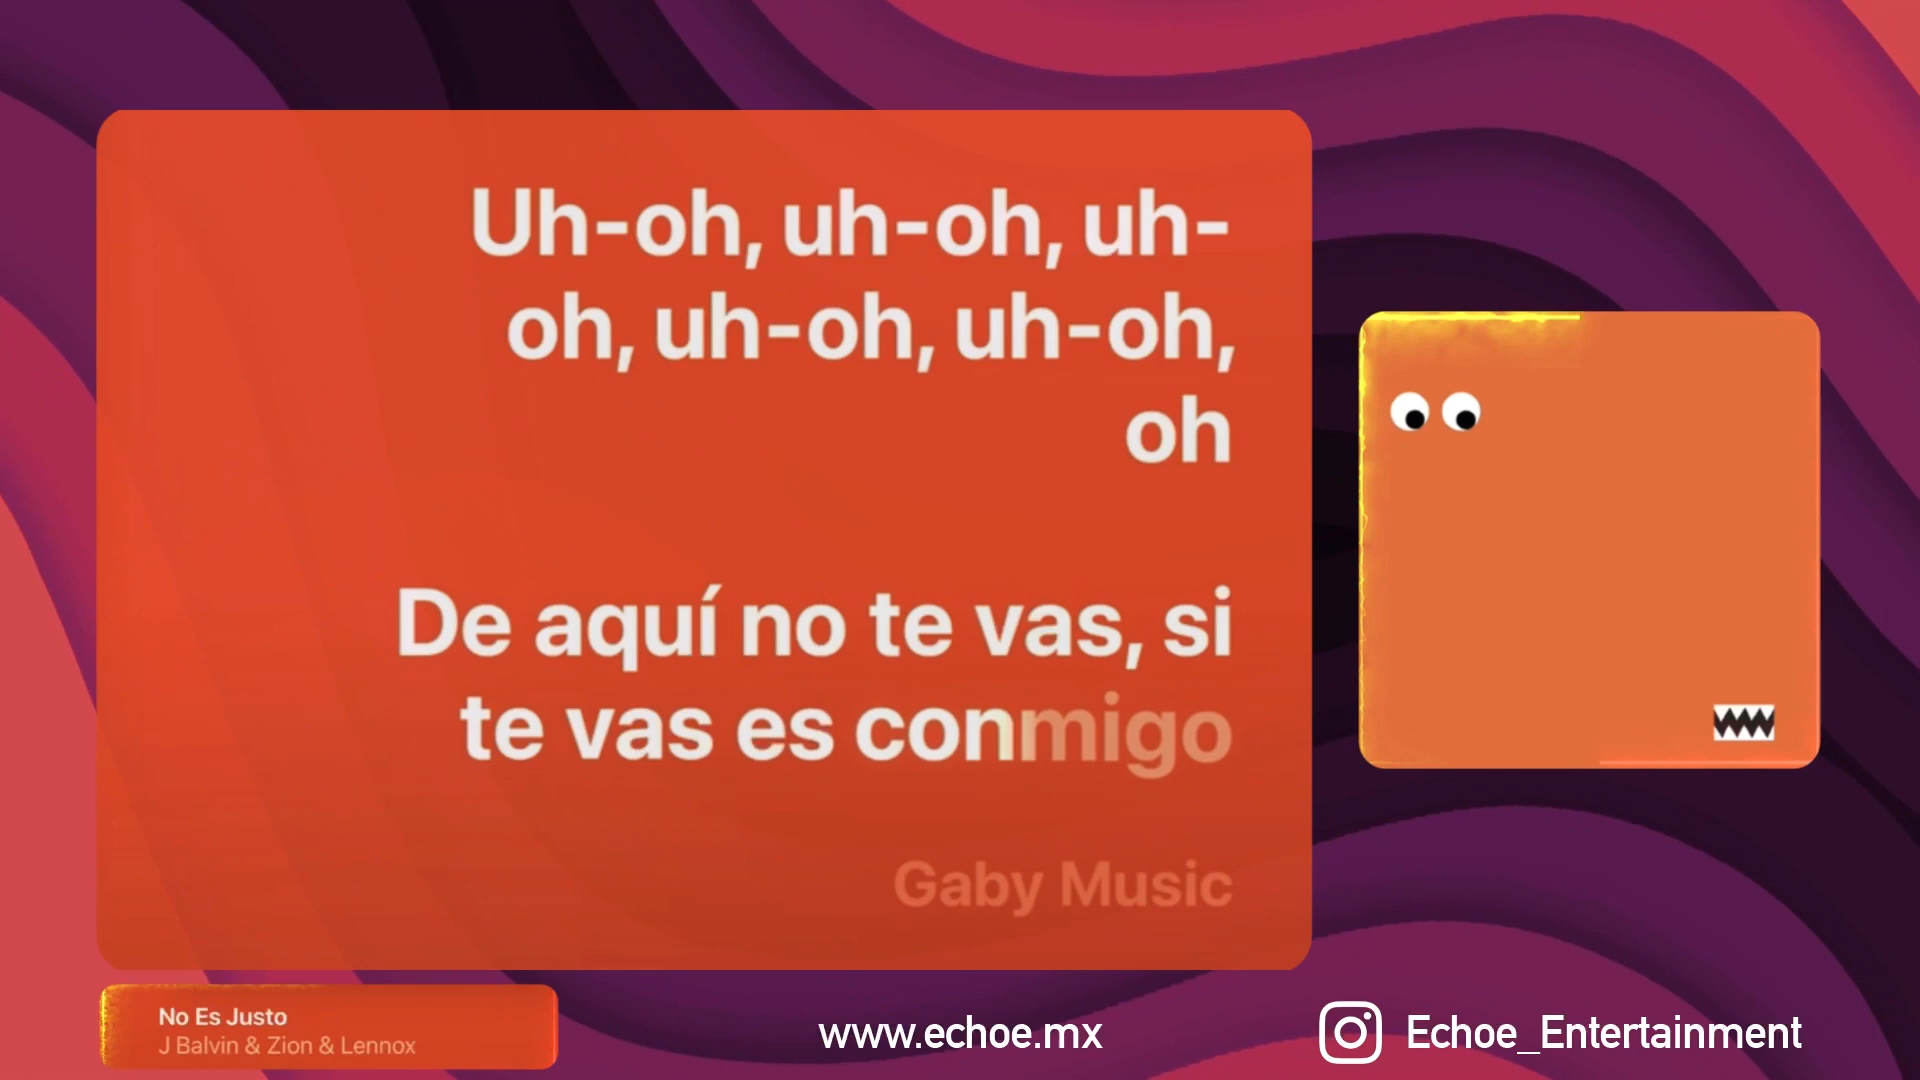 Uh-oh, uh-oh, uh-
oh, uh-oh, uh-oh,
oh
De aquí no te vas, si
te vas es conmigo
Gaby Music
No Es Justo
J Balvin & Zion & Lennox
www.echoe.mx
Echoe_Entertainment